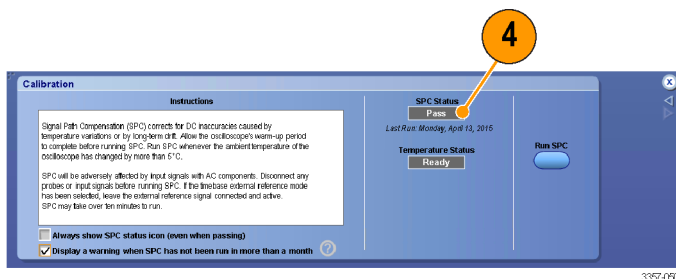 4
Calibration
Instructions
Signal Path Compensation (SPC) corrects for DC inaccuracies caused by
temperature variations or by long-term drift. Allow the oscilloscope's warm-up period
to complete before running SPC. Run SPC whenever the ambient temperature of the
oscilloscope has changed by more than 5°C.
SPC will be adversely affected by input signals with AC components. Disconnect any
probes or input signals before running SPC. If the timebase external reference mode
has been selected, leave the external reference signal connected and active.
SPC may take over ten minutes to run.
Always show SPC status icon (even when passing)
Display a warning when SPC has not been run in more than a month ?
SPC Status
Pass
Last Run: Monday, April 13, 2015
Temperature Status
Ready
Run SPC
x